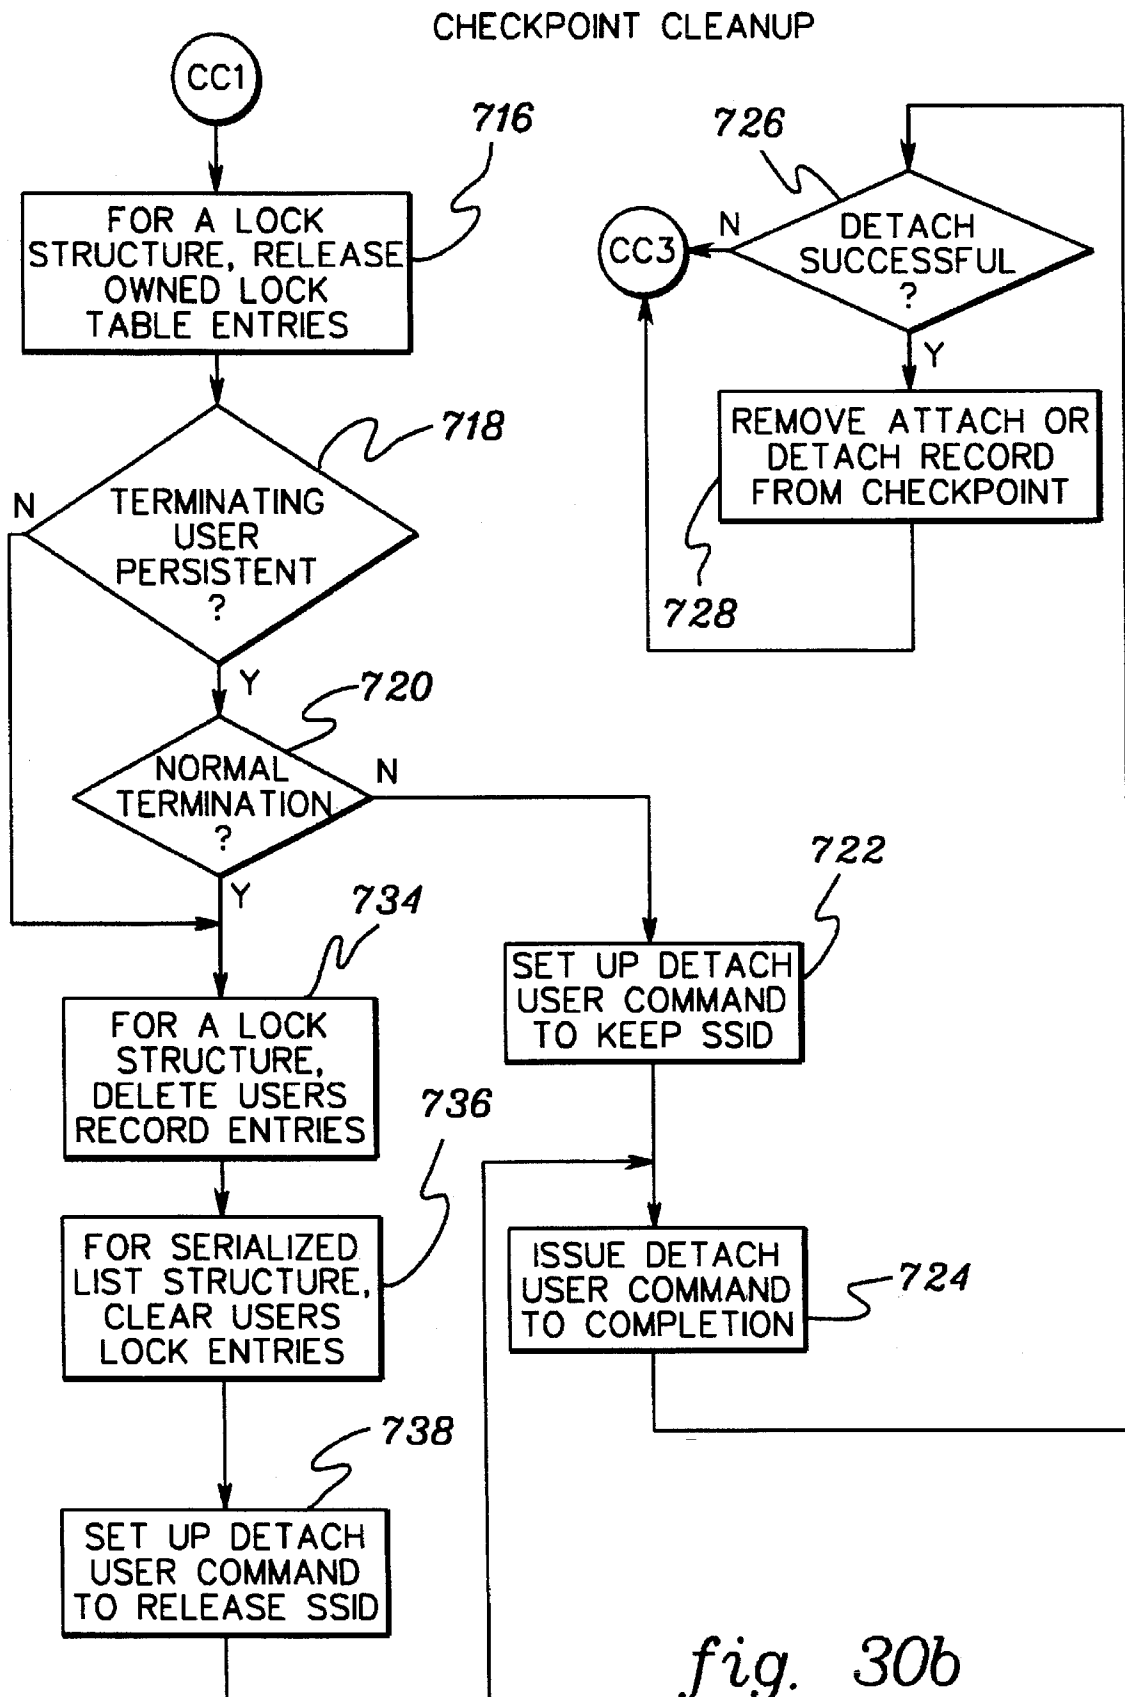 CHECKPOINT CLEANUP
CC1
716
FOR A LOCK
STRUCTURE, RELEASE
OWNED LOCK
TABLE ENTRIES
718
N
TERMINATING
USER
PERSISTENT
?
Y
720
NORMAL
TERMINATION
?
N
Y
734
FOR A LOCK
STRUCTURE,
DELETE USERS
RECORD ENTRIES
736
FOR SERIALIZED
LIST STRUCTURE,
CLEAR USERS
LOCK ENTRIES
738
SET UP DETACH
USER COMMAND
TO RELEASE SSID
722
SET UP DETACH
USER COMMAND
TO KEEP SSID
ISSUE DETACH
USER COMMAND
TO COMPLETION
724
726
N
CC3
DETACH
SUCCESSFUL
?
Y
REMOVE ATTACH OR
DETACH RECORD
FROM CHECKPOINT
728
fig. 30b